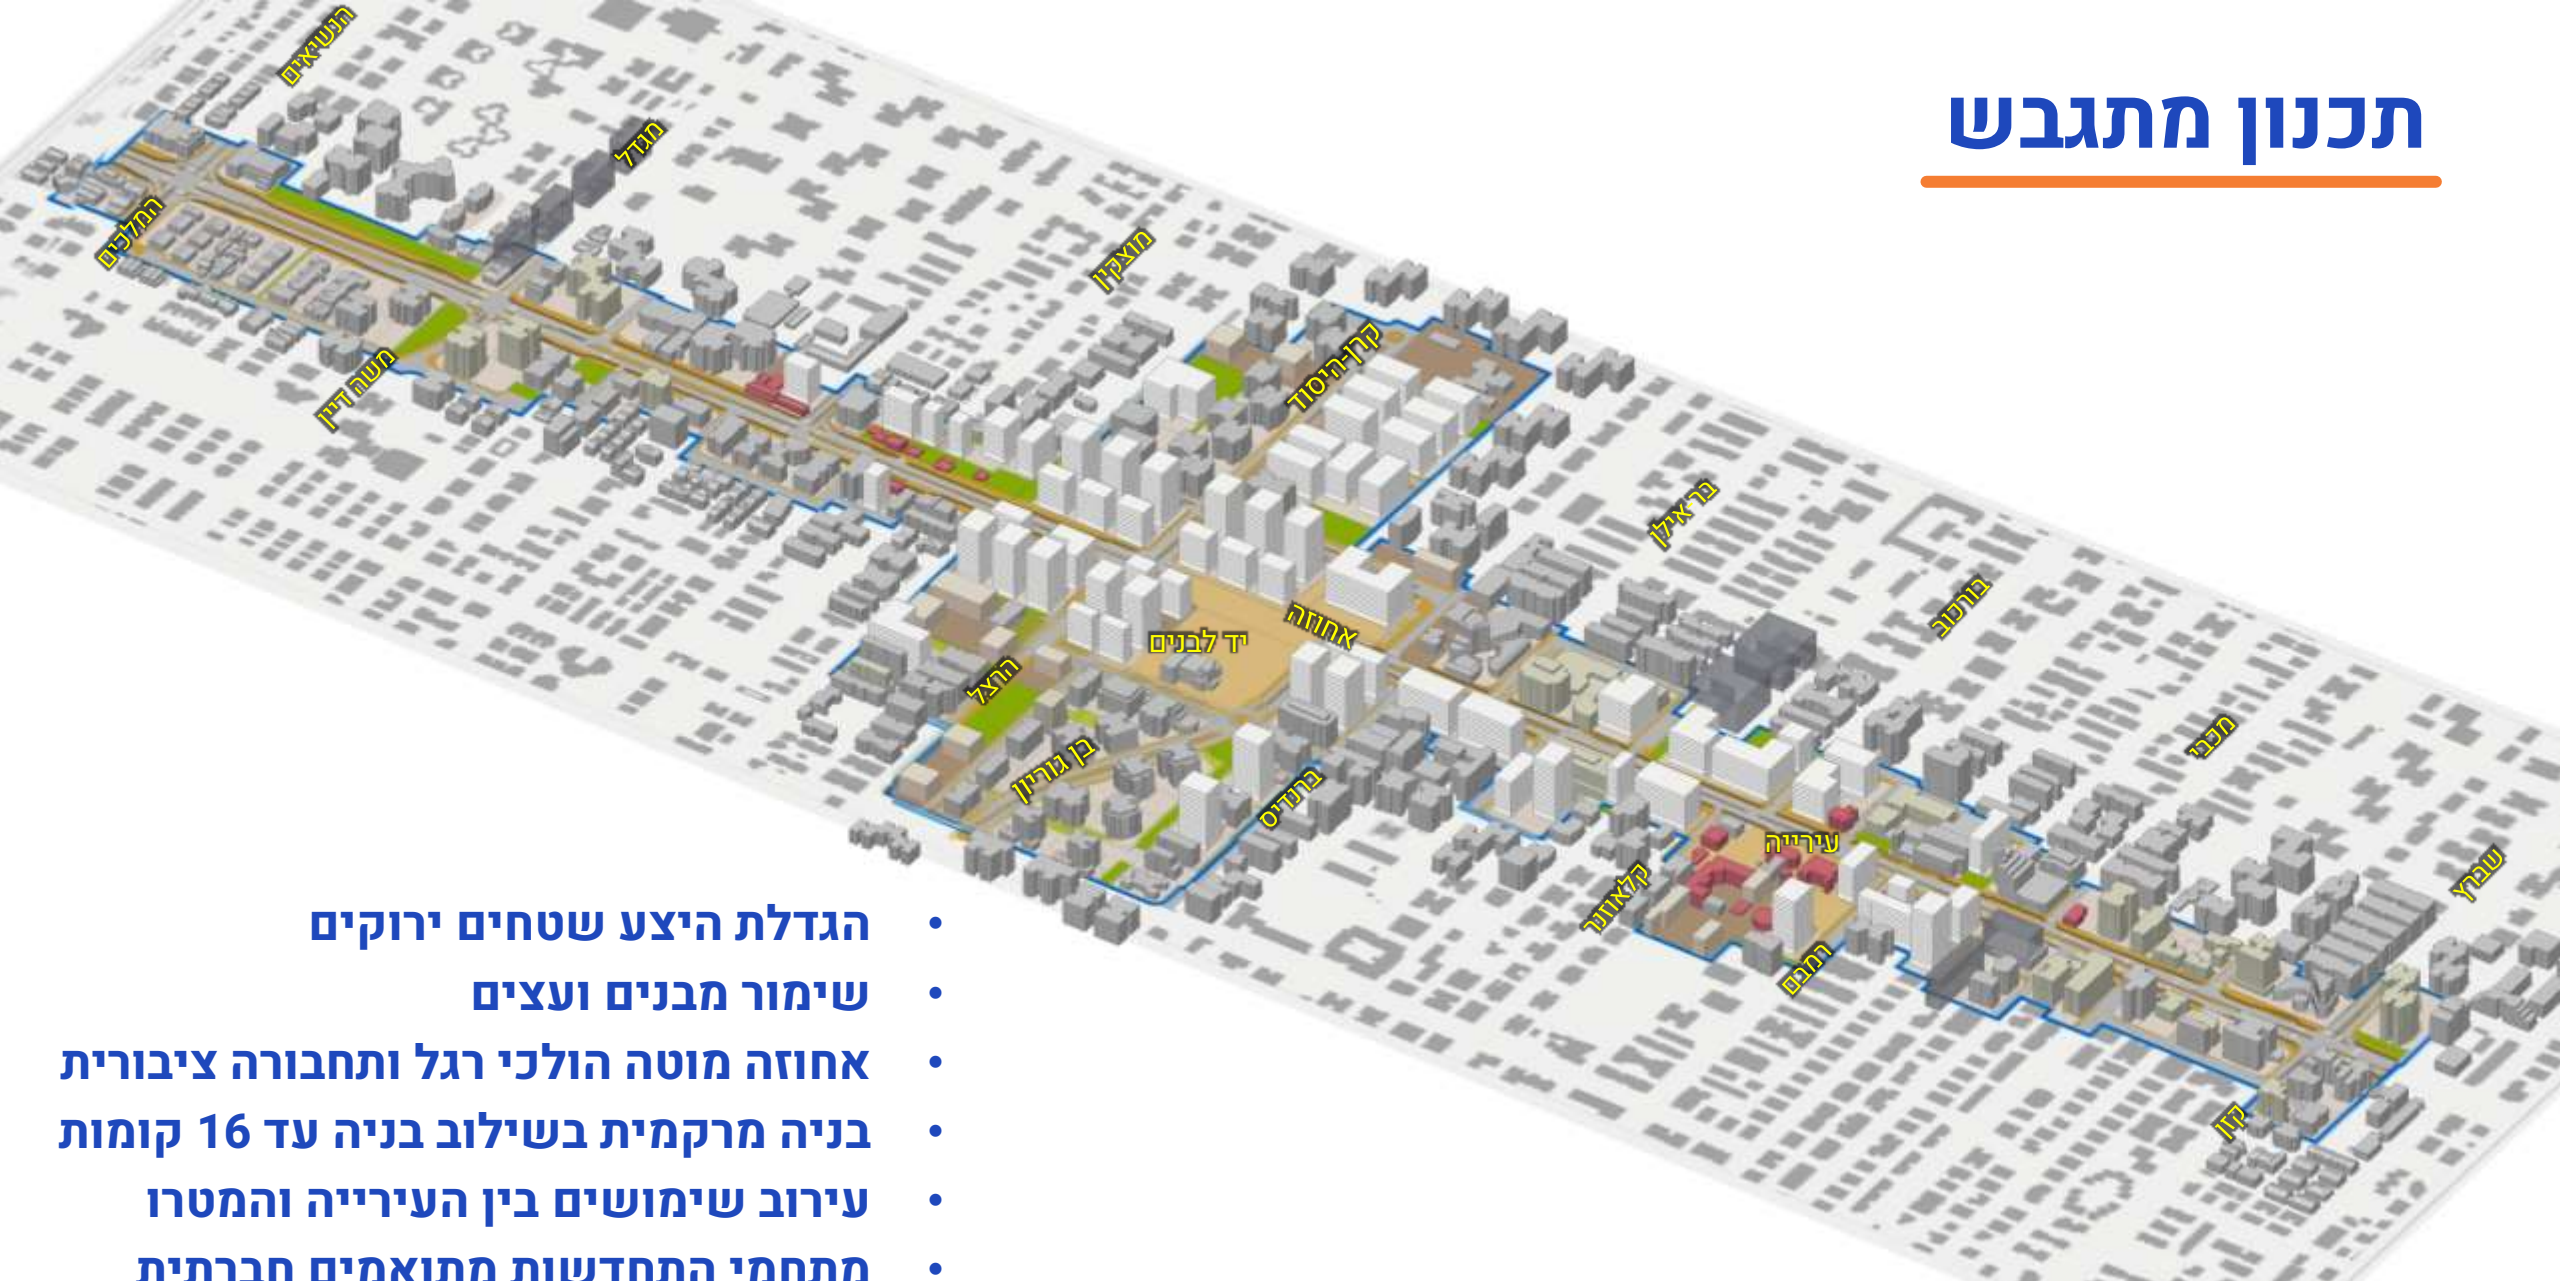 תכנון מתגבש
הנשיאים
מגדל
המלכים
מוצקין
קרן-היסוד
משה דיין
בר אילן
בורכוב
אחוזה
יד לבנים
הרצל
מכבי
בן גוריון
ברנדיס
עירייה
שברץ
קלאוזנר
רמבם
קזן
• הגדלת היצע שטחים ירוקים
• שימור מבנים ועצים
• אחוזה מוטה הולכי רגל ותחבורה ציבורית
• בניה מרקמית בשילוב בניה עד 16 קומות
• עירוב שימושים בין העירייה והמטרו
• מתחמי התחדשות מתואמים חברתית